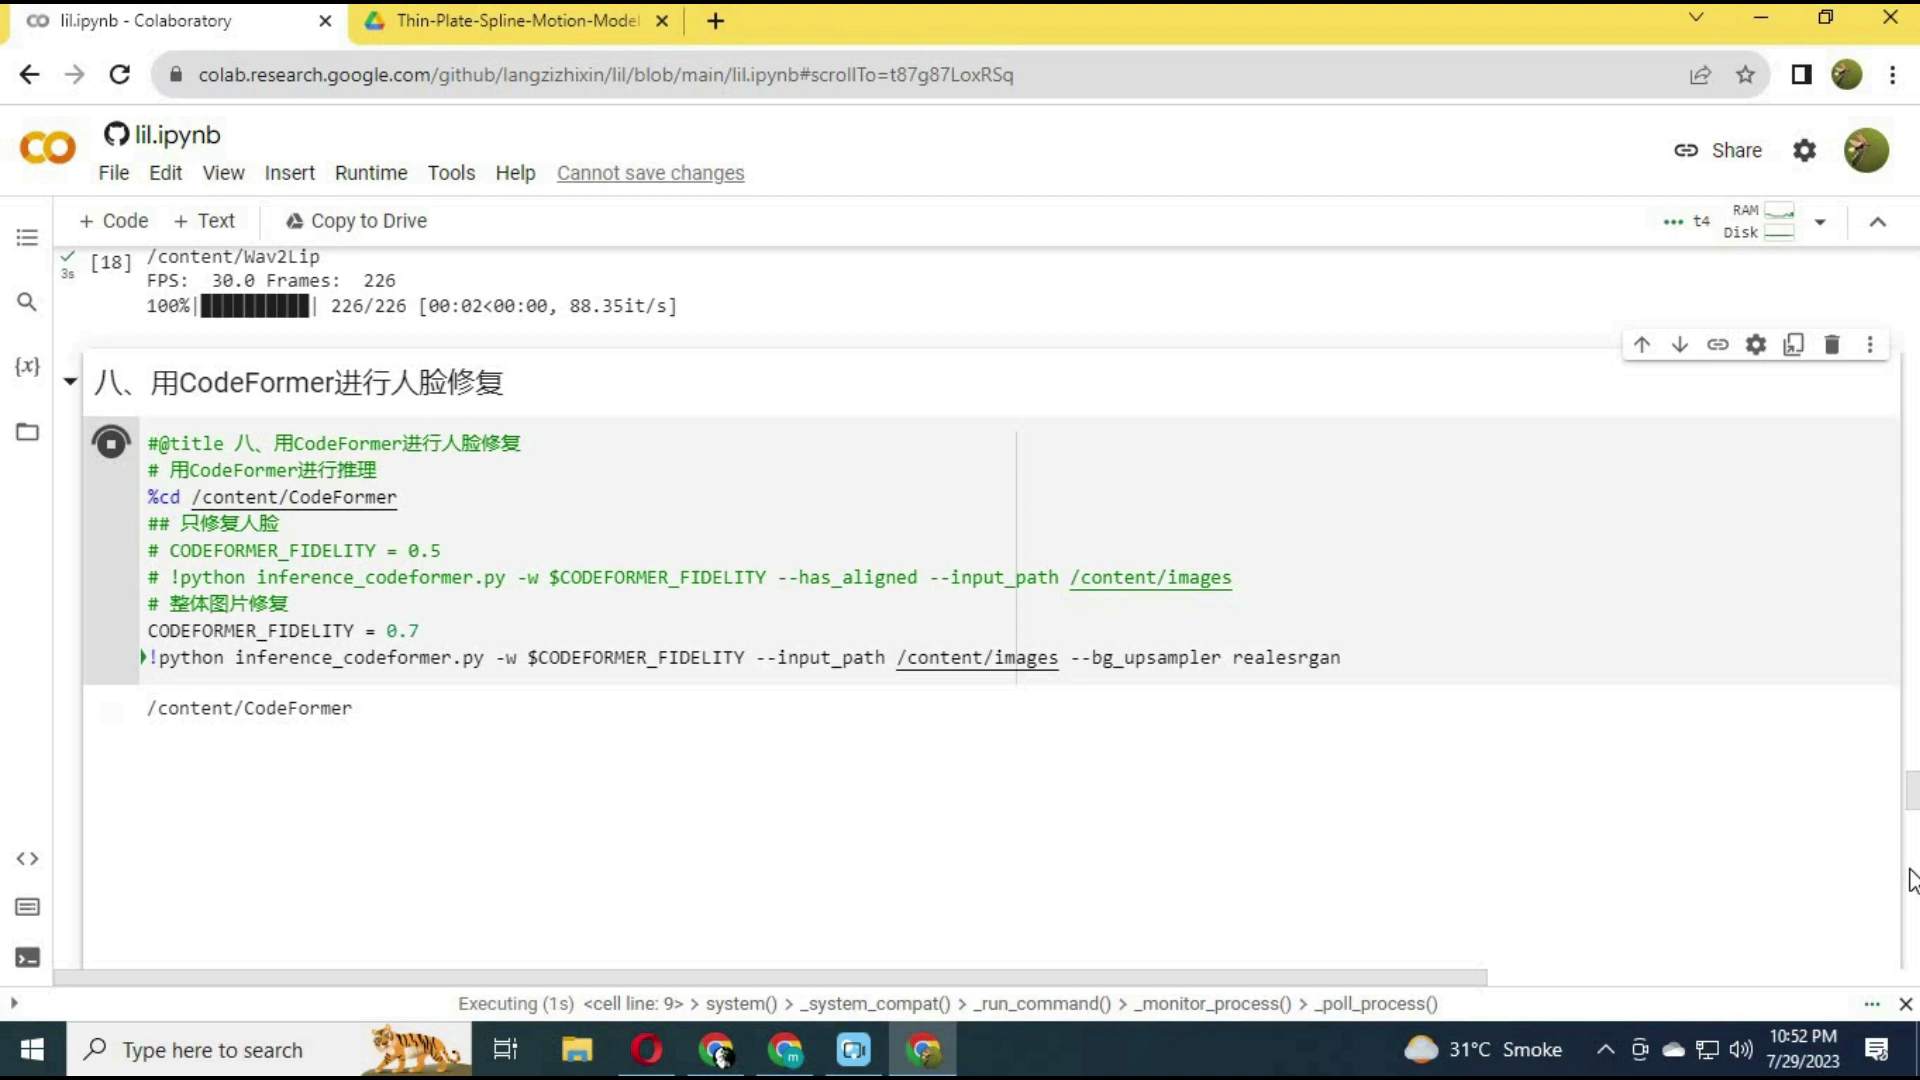 lil.ipynb - Colaboratory
Thin-Plate-Spline-Motion-Model
colab.research.google.com/github/langzizhixin/lil/blob/main/lil.ipynb#scrollTo=t87g87LoxRSq
lil.ipynb
File Edit View Insert Runtime Tools Help Cannot save changes
Share
+ Code + Text Copy to Drive
t4 RAM
Disk
3s [18] /content/Wav2Lip
FPS: 30.0 Frames: 226
100%|██████████| 226/226 [00:02<00:00, 88.35it/s]
{x}
八、用CodeFormer进行人脸修复
#@title 八、用CodeFormer进行人脸修复
# 用CodeFormer进行推理
%cd /content/CodeFormer
## 只修复人脸
# CODEFORMER_FIDELITY = 0.5
# !python inference_codeformer.py -w $CODEFORMER_FIDELITY --has_aligned --input_path /content/images
# 整体图片修复
CODEFORMER_FIDELITY = 0.7
!python inference_codeformer.py -w $CODEFORMER_FIDELITY --input_path /content/images --bg_upsampler realesrgan
/content/CodeFormer
Executing (1s) <cell line: 9> > system() > _system_compat() > _run_command() > _monitor_process() > _poll_process()
Type here to search
m
31°C Smoke
10:52 PM
7/29/2023